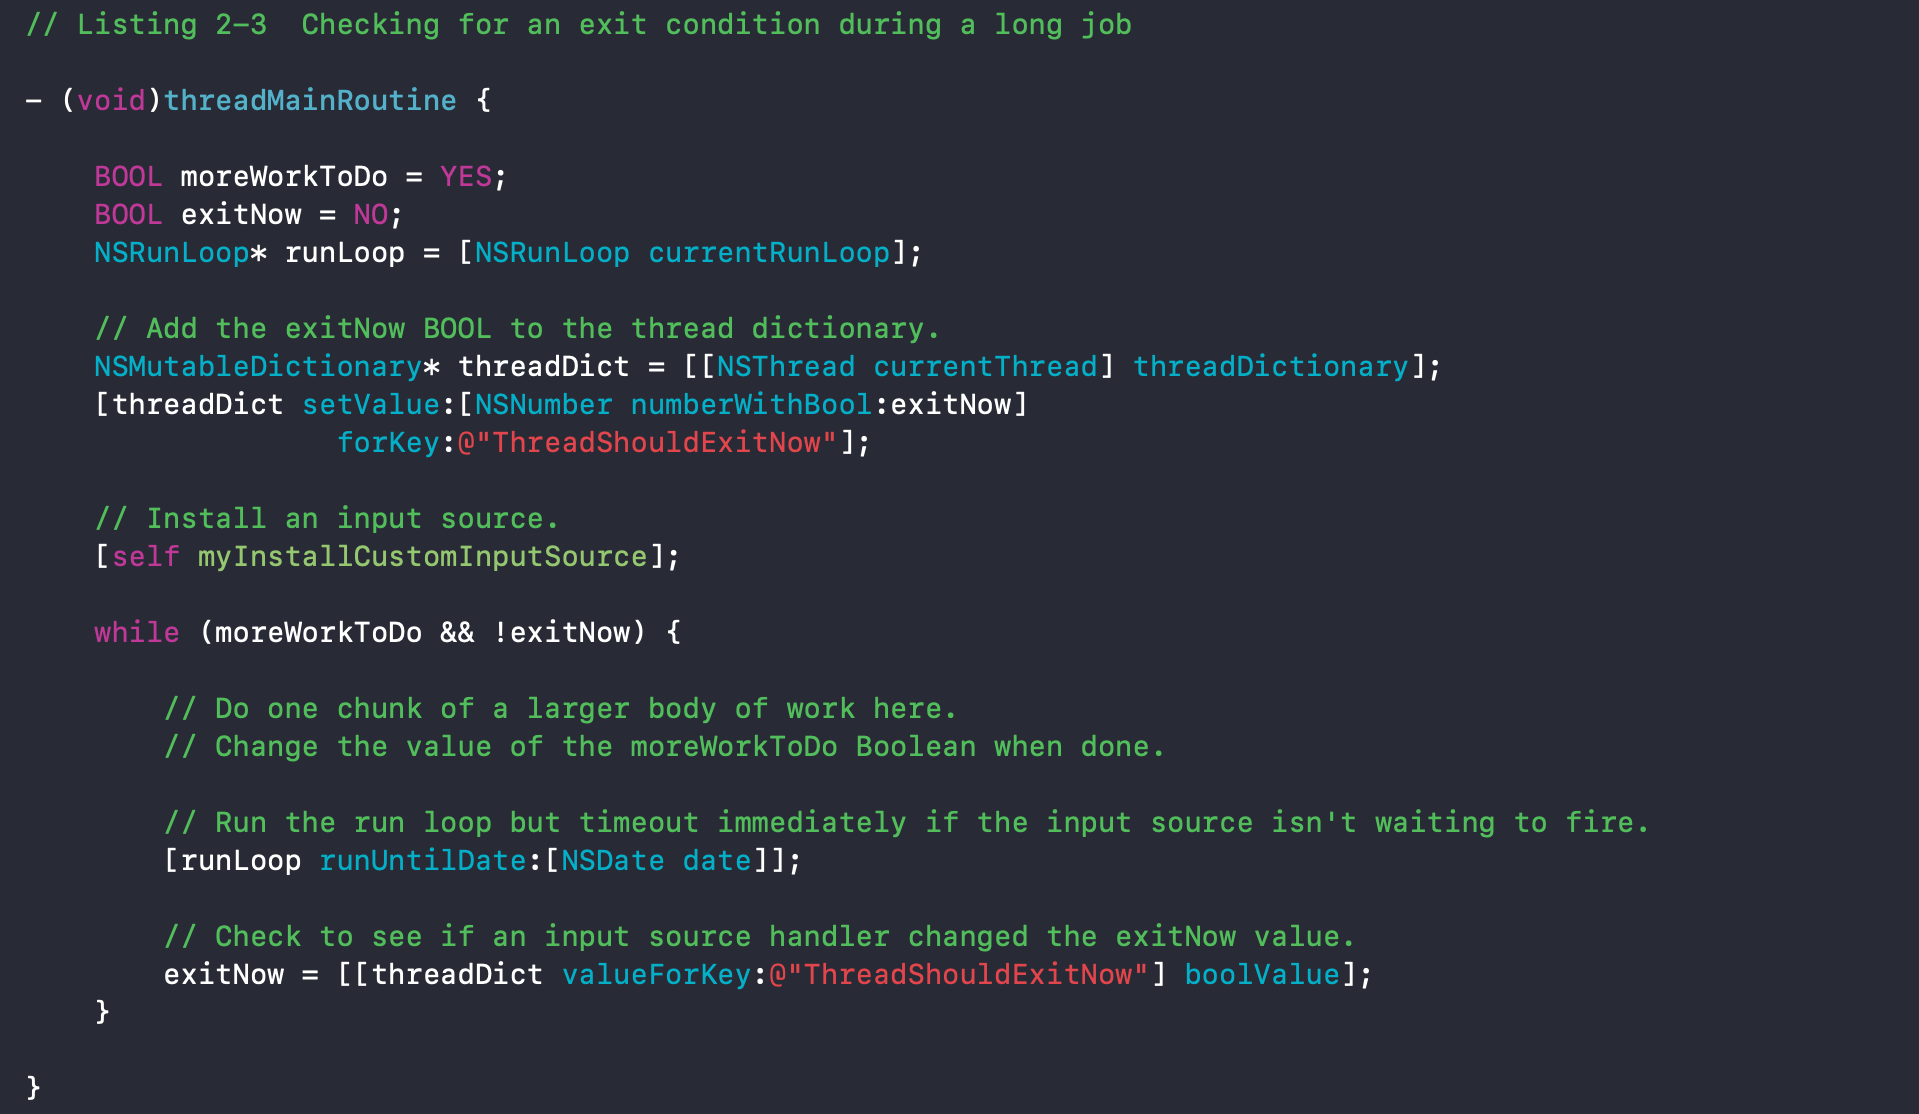 // Listing 2–3  Checking for an exit condition during a long job
– (void)threadMainRoutine {
    BOOL moreWorkToDo = YES;
    BOOL exitNow = NO;
    NSRunLoop* runLoop = [NSRunLoop currentRunLoop];
    // Add the exitNow BOOL to the thread dictionary.
    NSMutableDictionary* threadDict = [[NSThread currentThread] threadDictionary];
    [threadDict setValue:[NSNumber numberWithBool:exitNow]
                  forKey:@"ThreadShouldExitNow"];
    // Install an input source.
    [self myInstallCustomInputSource];
    while (moreWorkToDo && !exitNow) {
        // Do one chunk of a larger body of work here.
        // Change the value of the moreWorkToDo Boolean when done.
        // Run the run loop but timeout immediately if the input source isn't waiting to fire.
        [runLoop runUntilDate:[NSDate date]];
        // Check to see if an input source handler changed the exitNow value.
        exitNow = [[threadDict valueForKey:@"ThreadShouldExitNow"] boolValue];
    }
}